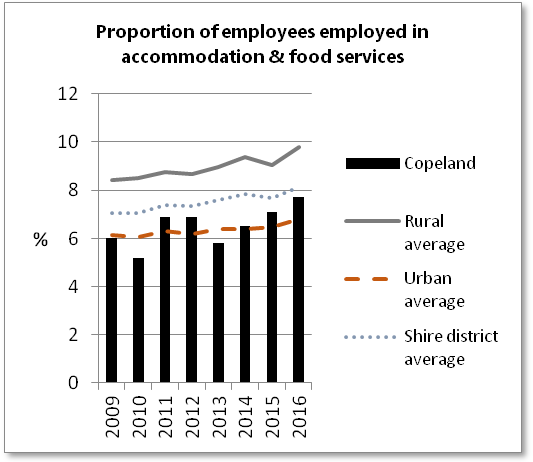 Proportion of employees employed in
accommodation & food services
12
10
8
6
4
2
0
%
2009
2010
2011
2012
2013
2014
2015
2016
Copeland
Rural
average
Urban
average
Shire district
average